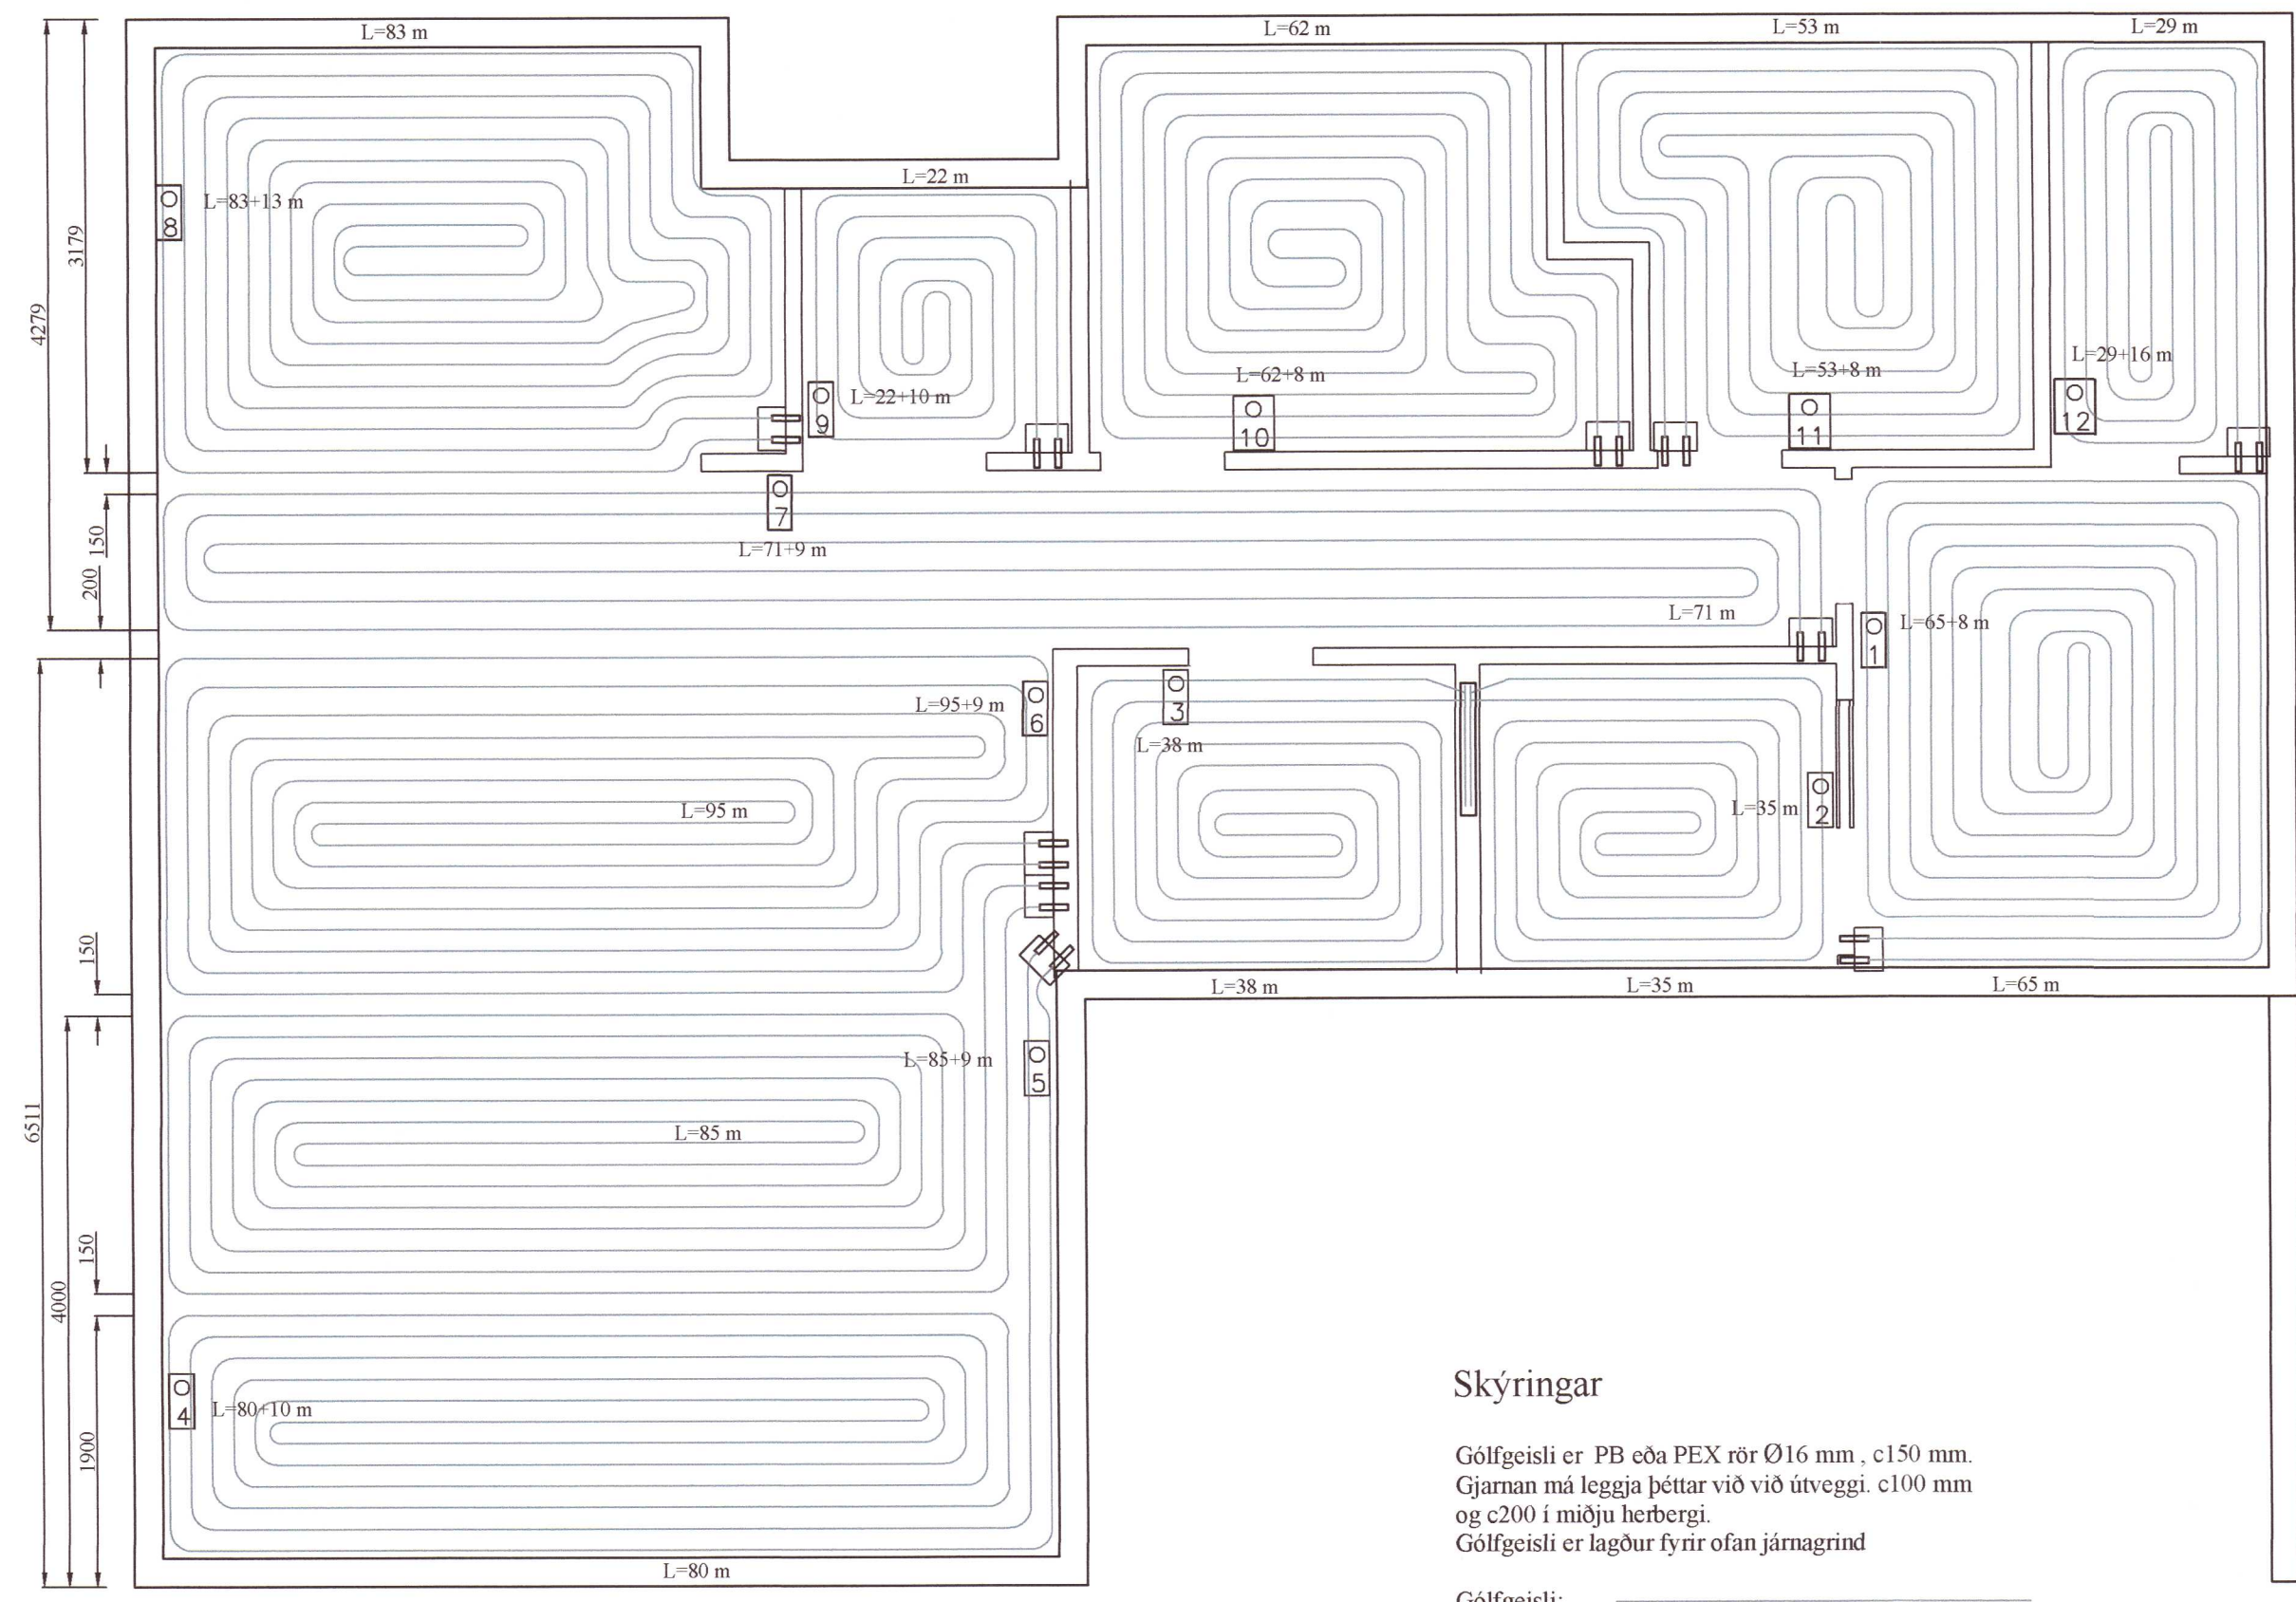 L=83 m
L=62 m
L=53 m
L=29 m
L=22 m
8
L=83+13 m
3179
4279
9
L=22+10 m
L=62+8 m
10
L=53+8 m
11
L=29+16 m
12
7
L=71+9 m
150
200
L=71 m
1
L=65+8 m
L=95+9 m
6
3
L=38 m
L=95 m
L=35 m
2
150
L=38 m
L=35 m
L=65 m
L=85+9 m
5
L=85 m
6511
150
4000
4
L=80+10 m
1900
L=80 m
Skýringar
Gólfgeisli er PB eða PEX rör Ø16 mm , c150 mm.
Gjarnan má leggja þéttar við við útveggi. c100 mm
og c200 í miðju herbergi.
Gólfgeisli er lagður fyrir ofan járnagrind
Gólfgeisli: